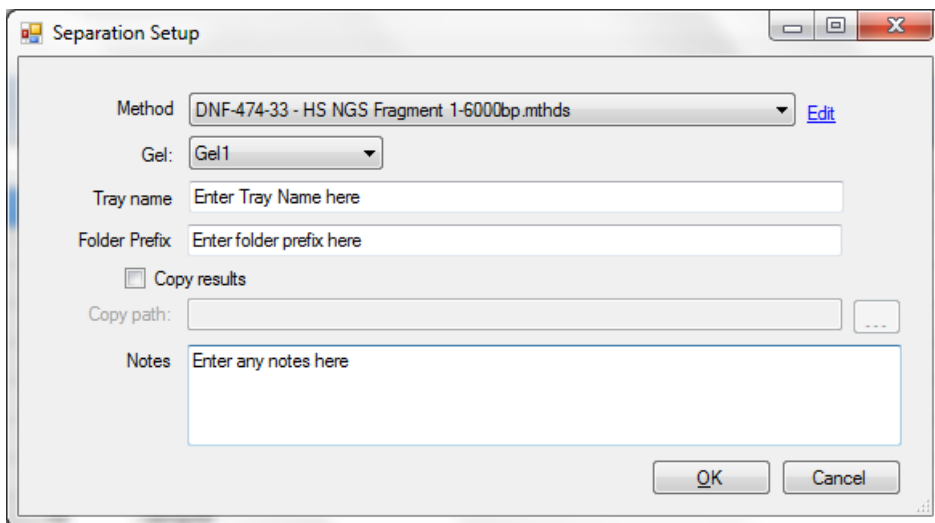 Separation Setup
Method DNF-474-33 - HS NGS Fragment 1-6000bp.mthds Edit
Gel: Gel1
Tray name Enter Tray Name here
Folder Prefix Enter folder prefix here
Copy results
Copy path: ...
Notes Enter any notes here
OK Cancel